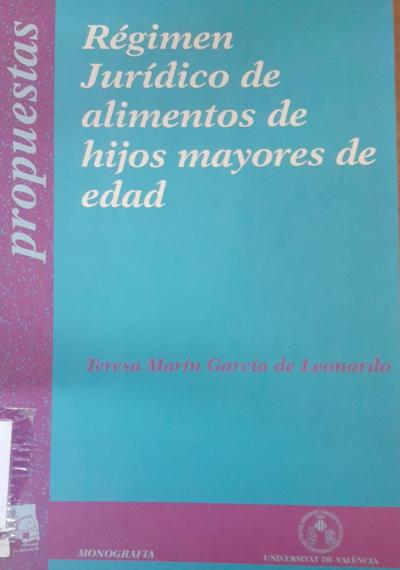 propuestas
Régimen
Jurídico de
alimentos de
hijos mayores de
edad
Teresa Marín García de Leonardo
MONOGRAFIA
UNIVERSITAT DE VALÈNCIA